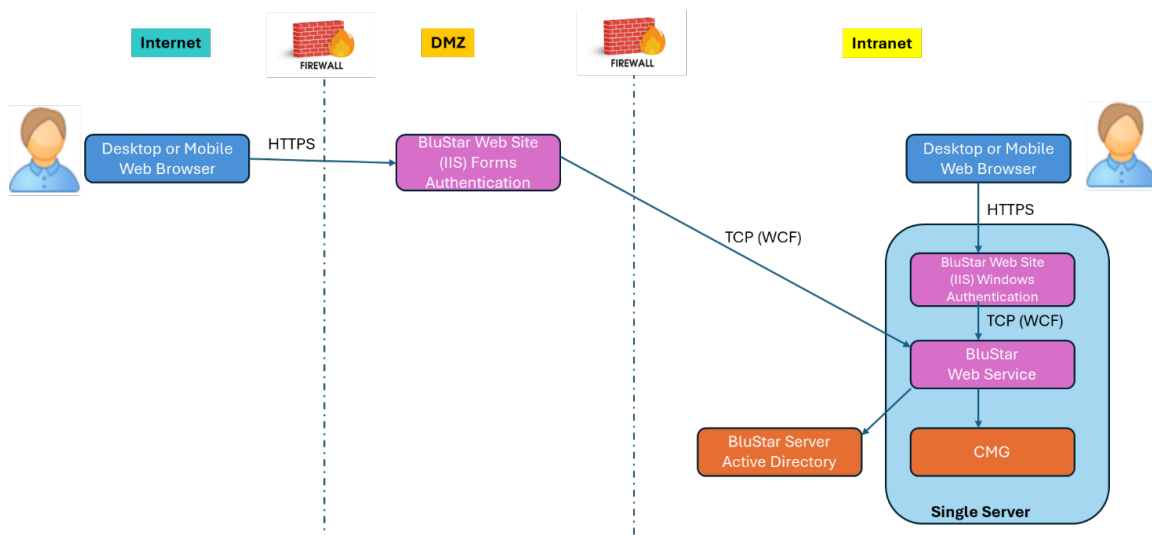 Internet
FIREWALL
DMZ
FIREWALL
Intranet
Desktop or Mobile
Web Browser
HTTPS
BluStar Web Site
(IIS) Forms
Authentication
Desktop or Mobile
Web Browser
HTTPS
TCP (WCF)
BluStar Web Site
(IIS) Windows
Authentication
TCP (WCF)
BluStar
Web Service
BluStar Server
Active Directory
CMG
Single Server